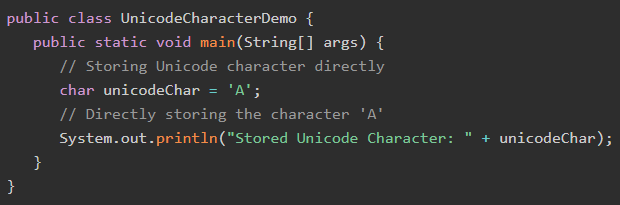 public class UnicodeCharacterDemo {
   public static void main(String[] args) {
      // Storing Unicode character directly
      char unicodeChar = 'A';
      // Directly storing the character 'A'
      System.out.println("Stored Unicode Character: " + unicodeChar);
   }
}